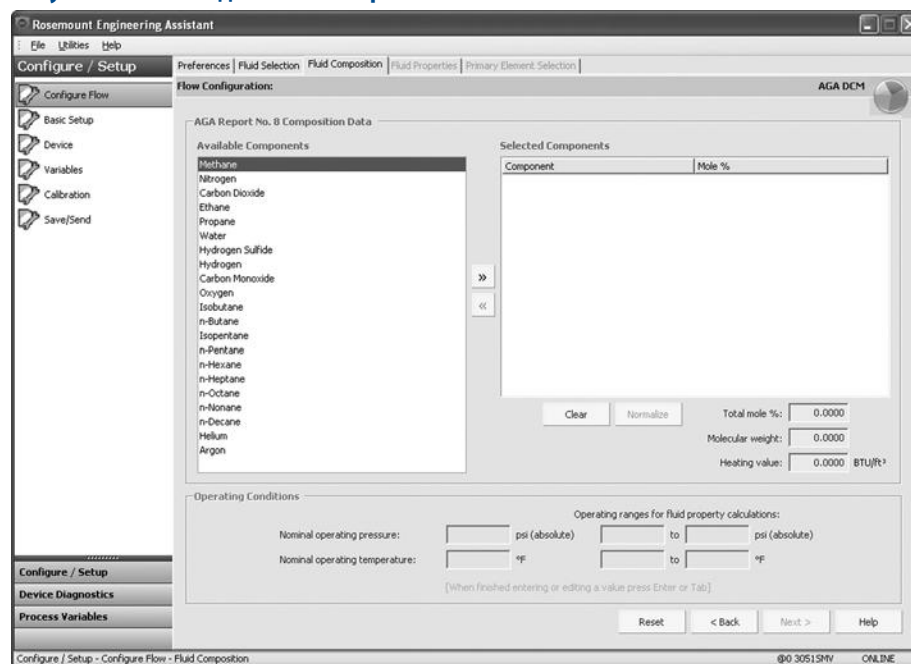 Rosemount Engineering Assistant
File Utilities Help
Configure / Setup
Preferences Fluid Selection Fluid Composition Fluid Properties Primary Element Selection
Configure Flow
Basic Setup
Device
Variables
Calibration
Save/Send
Flow Configuration: AGA DCM
AGA Report No. 8 Composition Data
Available Components
Methane
Nitrogen
Carbon Dioxide
Ethane
Propane
Water
Hydrogen Sulfide
Hydrogen
Carbon Monoxide
Oxygen
Isobutane
n-Butane
Isopentane
n-Pentane
n-Hexane
n-Heptane
n-Octane
n-Nonane
n-Decane
Helium
Argon
»
«
Selected Components
Component Mole %
Clear Normalize Total mole %: 0.0000
Molecular weight: 0.0000
Heating value: 0.0000 BTU/ft³
Operating Conditions
Operating ranges for fluid property calculations:
Nominal operating pressure: psi (absolute) to psi (absolute)
Nominal operating temperature: °F to °F
[When finished entering or editing a value press Enter or Tab]
Configure / Setup
Device Diagnostics
Process Variables
Reset < Back Next > Help
Configure / Setup - Configure Flow - Fluid Composition @0 3051SMV ONLINE